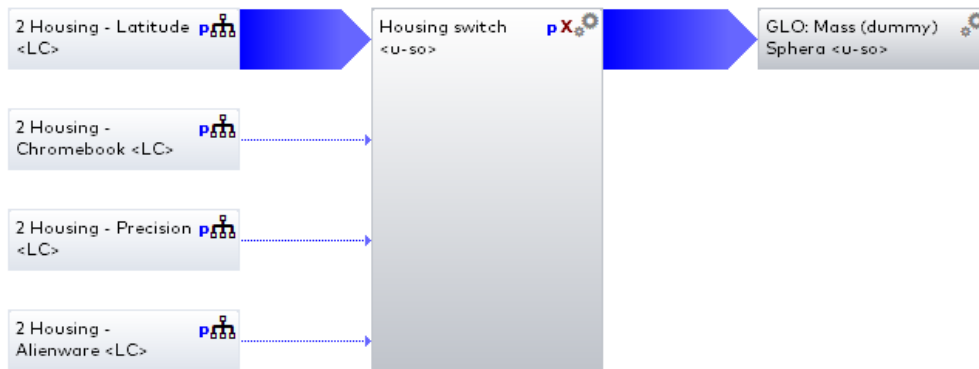 2 Housing - Latitude p
<LC>
Housing switch p X
<u-so>
GLO: Mass (dummy)
Sphera <u-so>
2 Housing - p
Chromebook <LC>
2 Housing - Precision p
<LC>
2 Housing - p
Alienware <LC>